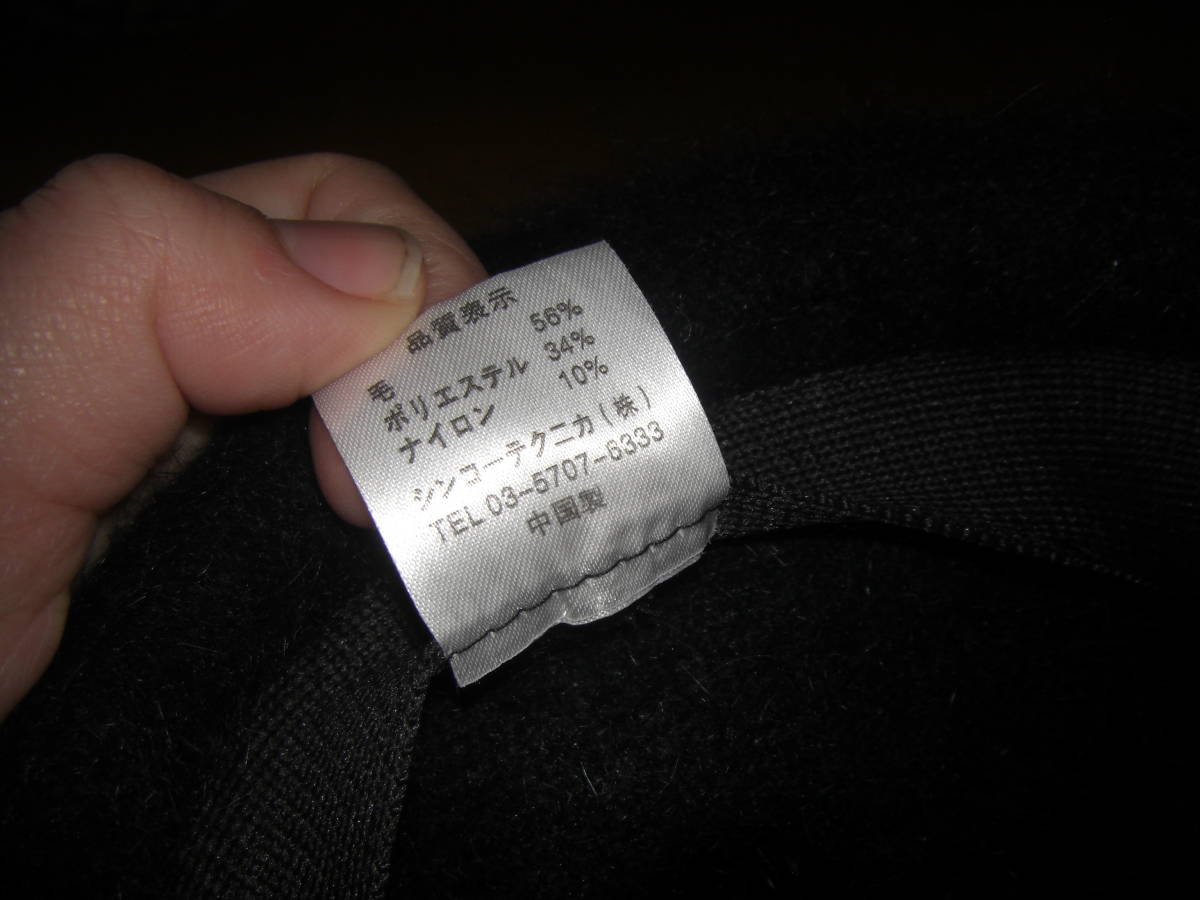 品質表示
毛 56%
ポリエステル 34%
ナイロン 10%
シンコーテクニカ(株)
TEL 03-5707-6333
中国製